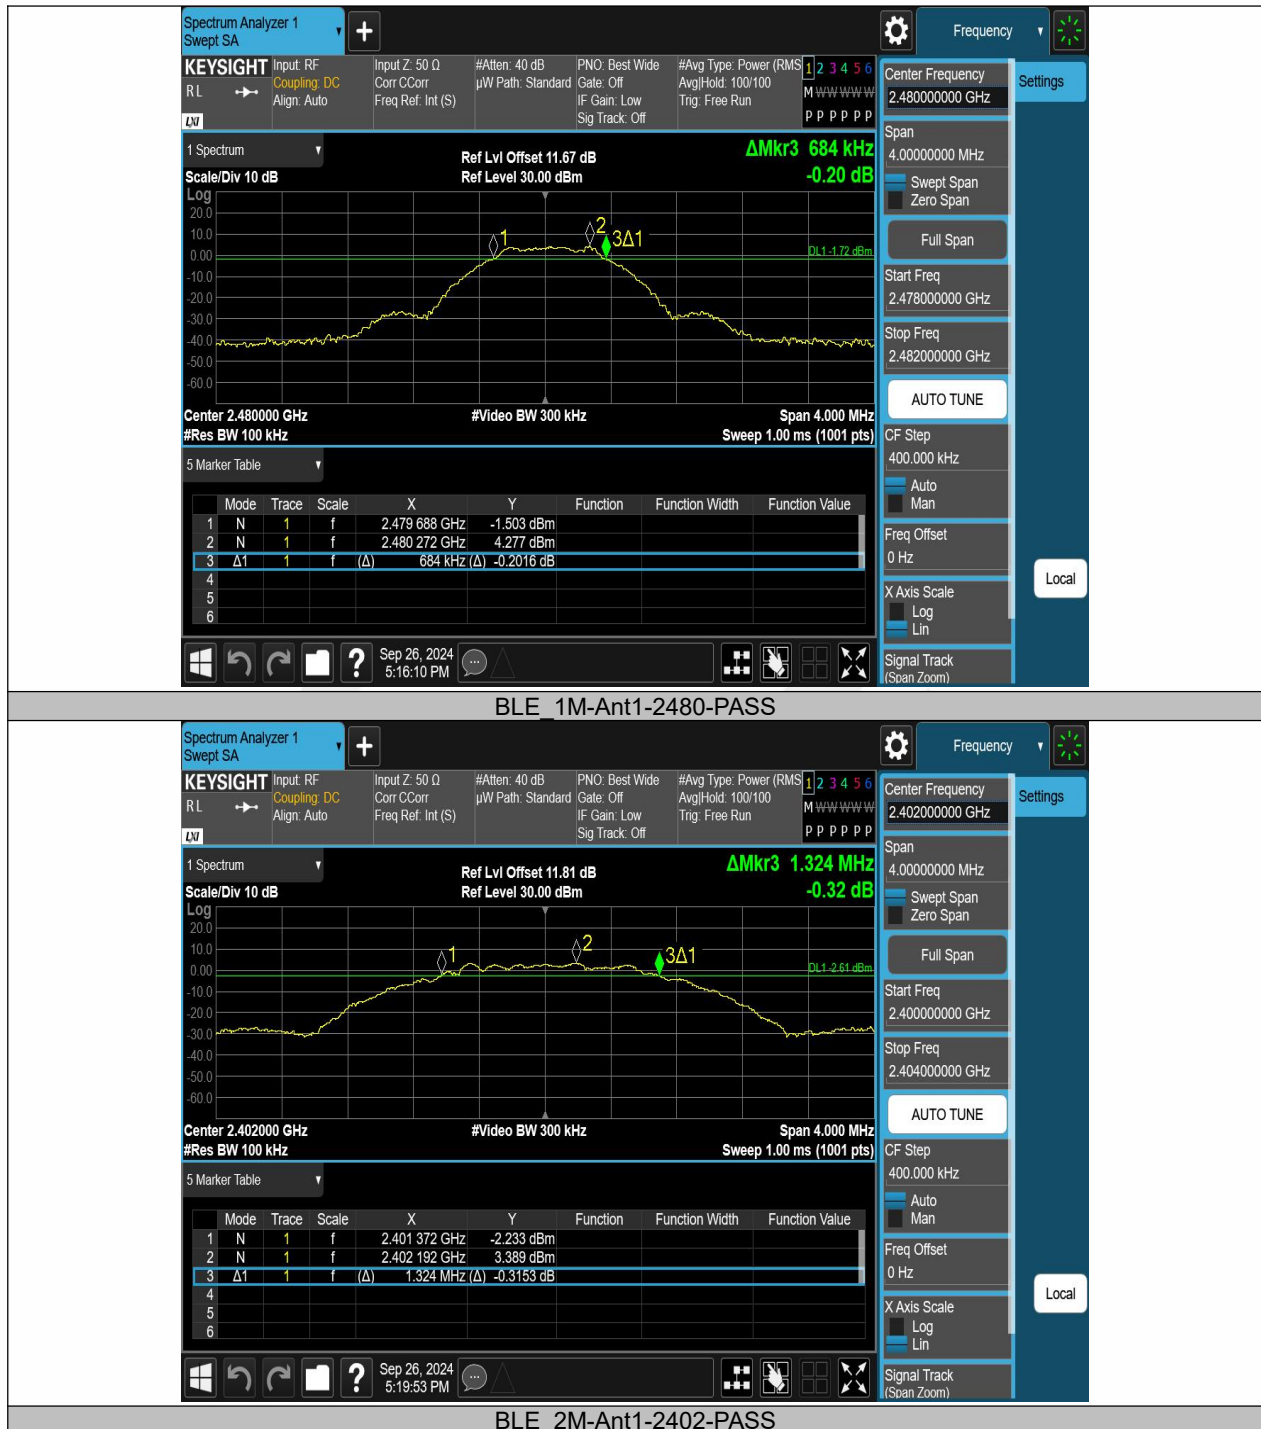 Spectrum Analyzer 1
Swept SA
+
Frequency
KEYSIGHT
RL
LXI
Input: RF
Coupling: DC
Align: Auto
Input Z: 50 Ω
Corr CCorr
Freq Ref: Int (S)
#Atten: 40 dB
µW Path: Standard
PNO: Best Wide
Gate: Off
IF Gain: Low
Sig Track: Off
#Avg Type: Power (RMS
Avg|Hold: 100/100
Trig: Free Run
1 2 3 4 5 6
M W W W W W
P P P P P P
Center Frequency
2.480000000 GHz
Settings
Span
4.00000000 MHz
Swept Span
Zero Span
Full Span
Start Freq
2.478000000 GHz
Stop Freq
2.482000000 GHz
AUTO TUNE
CF Step
400.000 kHz
Auto
Man
Freq Offset
0 Hz
X Axis Scale
Log
Lin
Signal Track
(Span Zoom)
Local
1 Spectrum
Scale/Div 10 dB
Ref Lvl Offset 11.67 dB
Ref Level 30.00 dBm
ΔMkr3 684 kHz
-0.20 dB
Log
20.0
10.0
0.00
-10.0
-20.0
-30.0
-40.0
-50.0
-60.0
1
2
3Δ1
DL1 -1.72 dBm
Center 2.480000 GHz
#Video BW 300 kHz
Span 4.000 MHz
#Res BW 100 kHz
Sweep 1.00 ms (1001 pts)
5 Marker Table
Mode Trace Scale X Y Function Function Width Function Value
1 N 1 f 2.479 688 GHz -1.503 dBm
2 N 1 f 2.480 272 GHz 4.277 dBm
3 Δ1 1 f (Δ) 684 kHz (Δ) -0.2016 dB
4
5
6
?
Sep 26, 2024
5:16:10 PM
BLE_1M-Ant1-2480-PASS
Spectrum Analyzer 1
Swept SA
+
Frequency
KEYSIGHT
RL
LXI
Input: RF
Coupling: DC
Align: Auto
Input Z: 50 Ω
Corr CCorr
Freq Ref: Int (S)
#Atten: 40 dB
µW Path: Standard
PNO: Best Wide
Gate: Off
IF Gain: Low
Sig Track: Off
#Avg Type: Power (RMS
Avg|Hold: 100/100
Trig: Free Run
1 2 3 4 5 6
M W W W W W
P P P P P P
Center Frequency
2.402000000 GHz
Settings
Span
4.00000000 MHz
Swept Span
Zero Span
Full Span
Start Freq
2.400000000 GHz
Stop Freq
2.404000000 GHz
AUTO TUNE
CF Step
400.000 kHz
Auto
Man
Freq Offset
0 Hz
X Axis Scale
Log
Lin
Signal Track
(Span Zoom)
Local
1 Spectrum
Scale/Div 10 dB
Ref Lvl Offset 11.81 dB
Ref Level 30.00 dBm
ΔMkr3 1.324 MHz
-0.32 dB
Log
20.0
10.0
0.00
-10.0
-20.0
-30.0
-40.0
-50.0
-60.0
1
2
3Δ1
DL1 -2.61 dBm
Center 2.402000 GHz
#Video BW 300 kHz
Span 4.000 MHz
#Res BW 100 kHz
Sweep 1.00 ms (1001 pts)
5 Marker Table
Mode Trace Scale X Y Function Function Width Function Value
1 N 1 f 2.401 372 GHz -2.233 dBm
2 N 1 f 2.402 192 GHz 3.389 dBm
3 Δ1 1 f (Δ) 1.324 MHz (Δ) -0.3153 dB
4
5
6
?
Sep 26, 2024
5:19:53 PM
BLE_2M-Ant1-2402-PASS